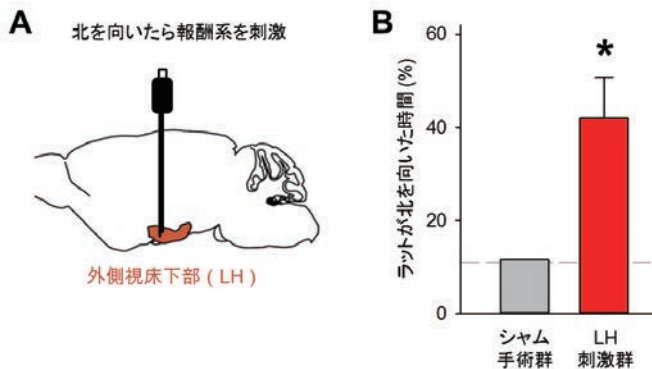 A
北を向いたら報酬系を刺激
外側視床下部 ( LH )
B
ラットが北を向いた時間 (%)
60
40
20
0
*
シャム
手術群
LH
刺激群